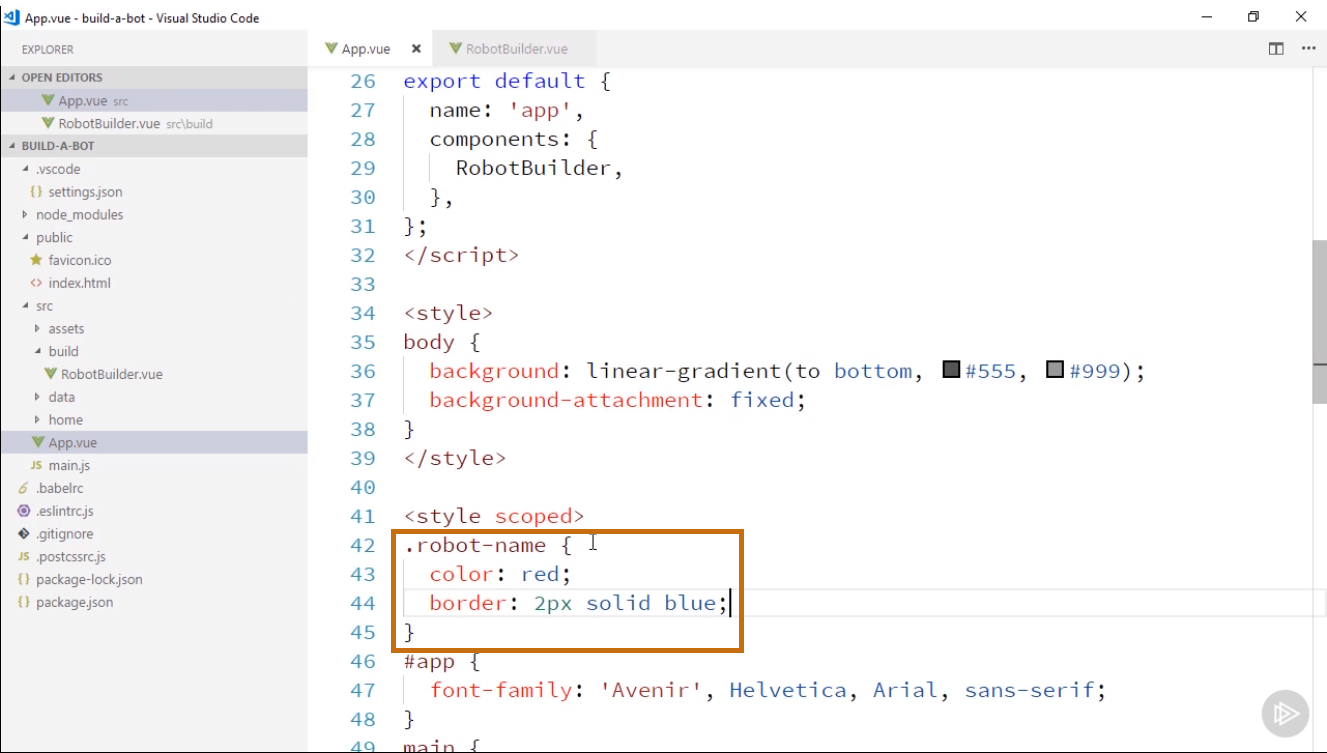 App.vue - build-a-bot - Visual Studio Code
EXPLORER
App.vue
RobotBuilder.vue
OPEN EDITORS
App.vue src
RobotBuilder.vue src\build
BUILD-A-BOT
.vscode
{} settings.json
node_modules
public
favicon.ico
<> index.html
src
assets
build
RobotBuilder.vue
data
home
App.vue
JS main.js
.babelrc
.eslintrc.js
.gitignore
JS .postcssrc.js
{} package-lock.json
{} package.json
26 export default {
27 name: 'app',
28 components: {
29 RobotBuilder,
30 },
31 };
32 </script>
33
34 <style>
35 body {
36 background: linear-gradient(to bottom, #555, #999);
37 background-attachment: fixed;
38 }
39 </style>
40
41 <style scoped>
42 .robot-name {
43 color: red;
44 border: 2px solid blue;
45 }
46 #app {
47 font-family: 'Avenir', Helvetica, Arial, sans-serif;
48 }
49 main {